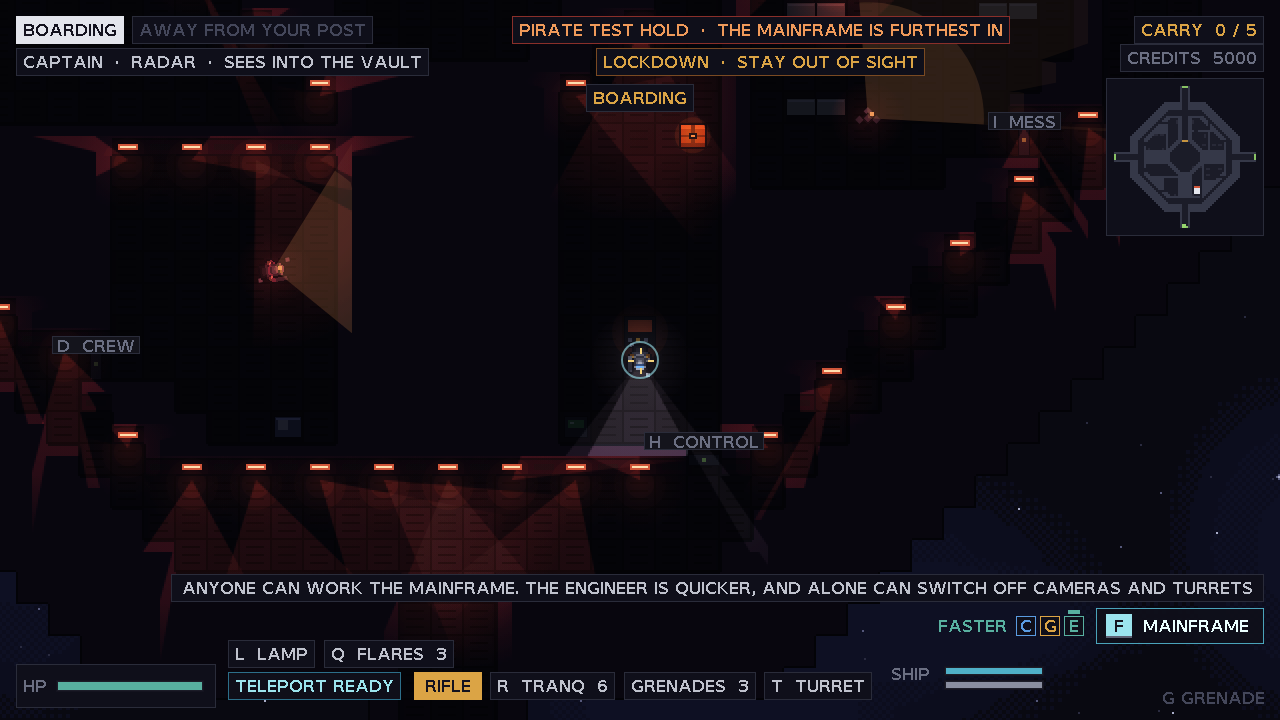 BOARDING AWAY FROM YOUR POST
PIRATE TEST HOLD · THE MAINFRAME IS FURTHEST IN
CARRY 0 / 5
CAPTAIN · RADAR · SEES INTO THE VAULT
LOCKDOWN · STAY OUT OF SIGHT
CREDITS 5000
BOARDING
I MESS
D CREW
H CONTROL
ANYONE CAN WORK THE MAINFRAME. THE ENGINEER IS QUICKER, AND ALONE CAN SWITCH OFF CAMERAS AND TURRETS
FASTER C G E F MAINFRAME
L LAMP Q FLARES 3
HP TELEPORT READY RIFLE R TRANQ 6 GRENADES 3 T TURRET SHIP
G GRENADE